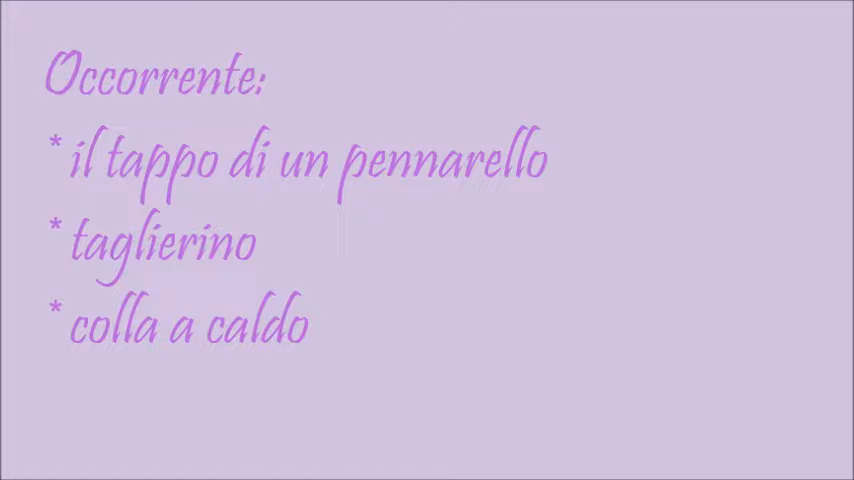 Occorrente:
* il tappo di un pennarello
* taglierino
* colla a caldo